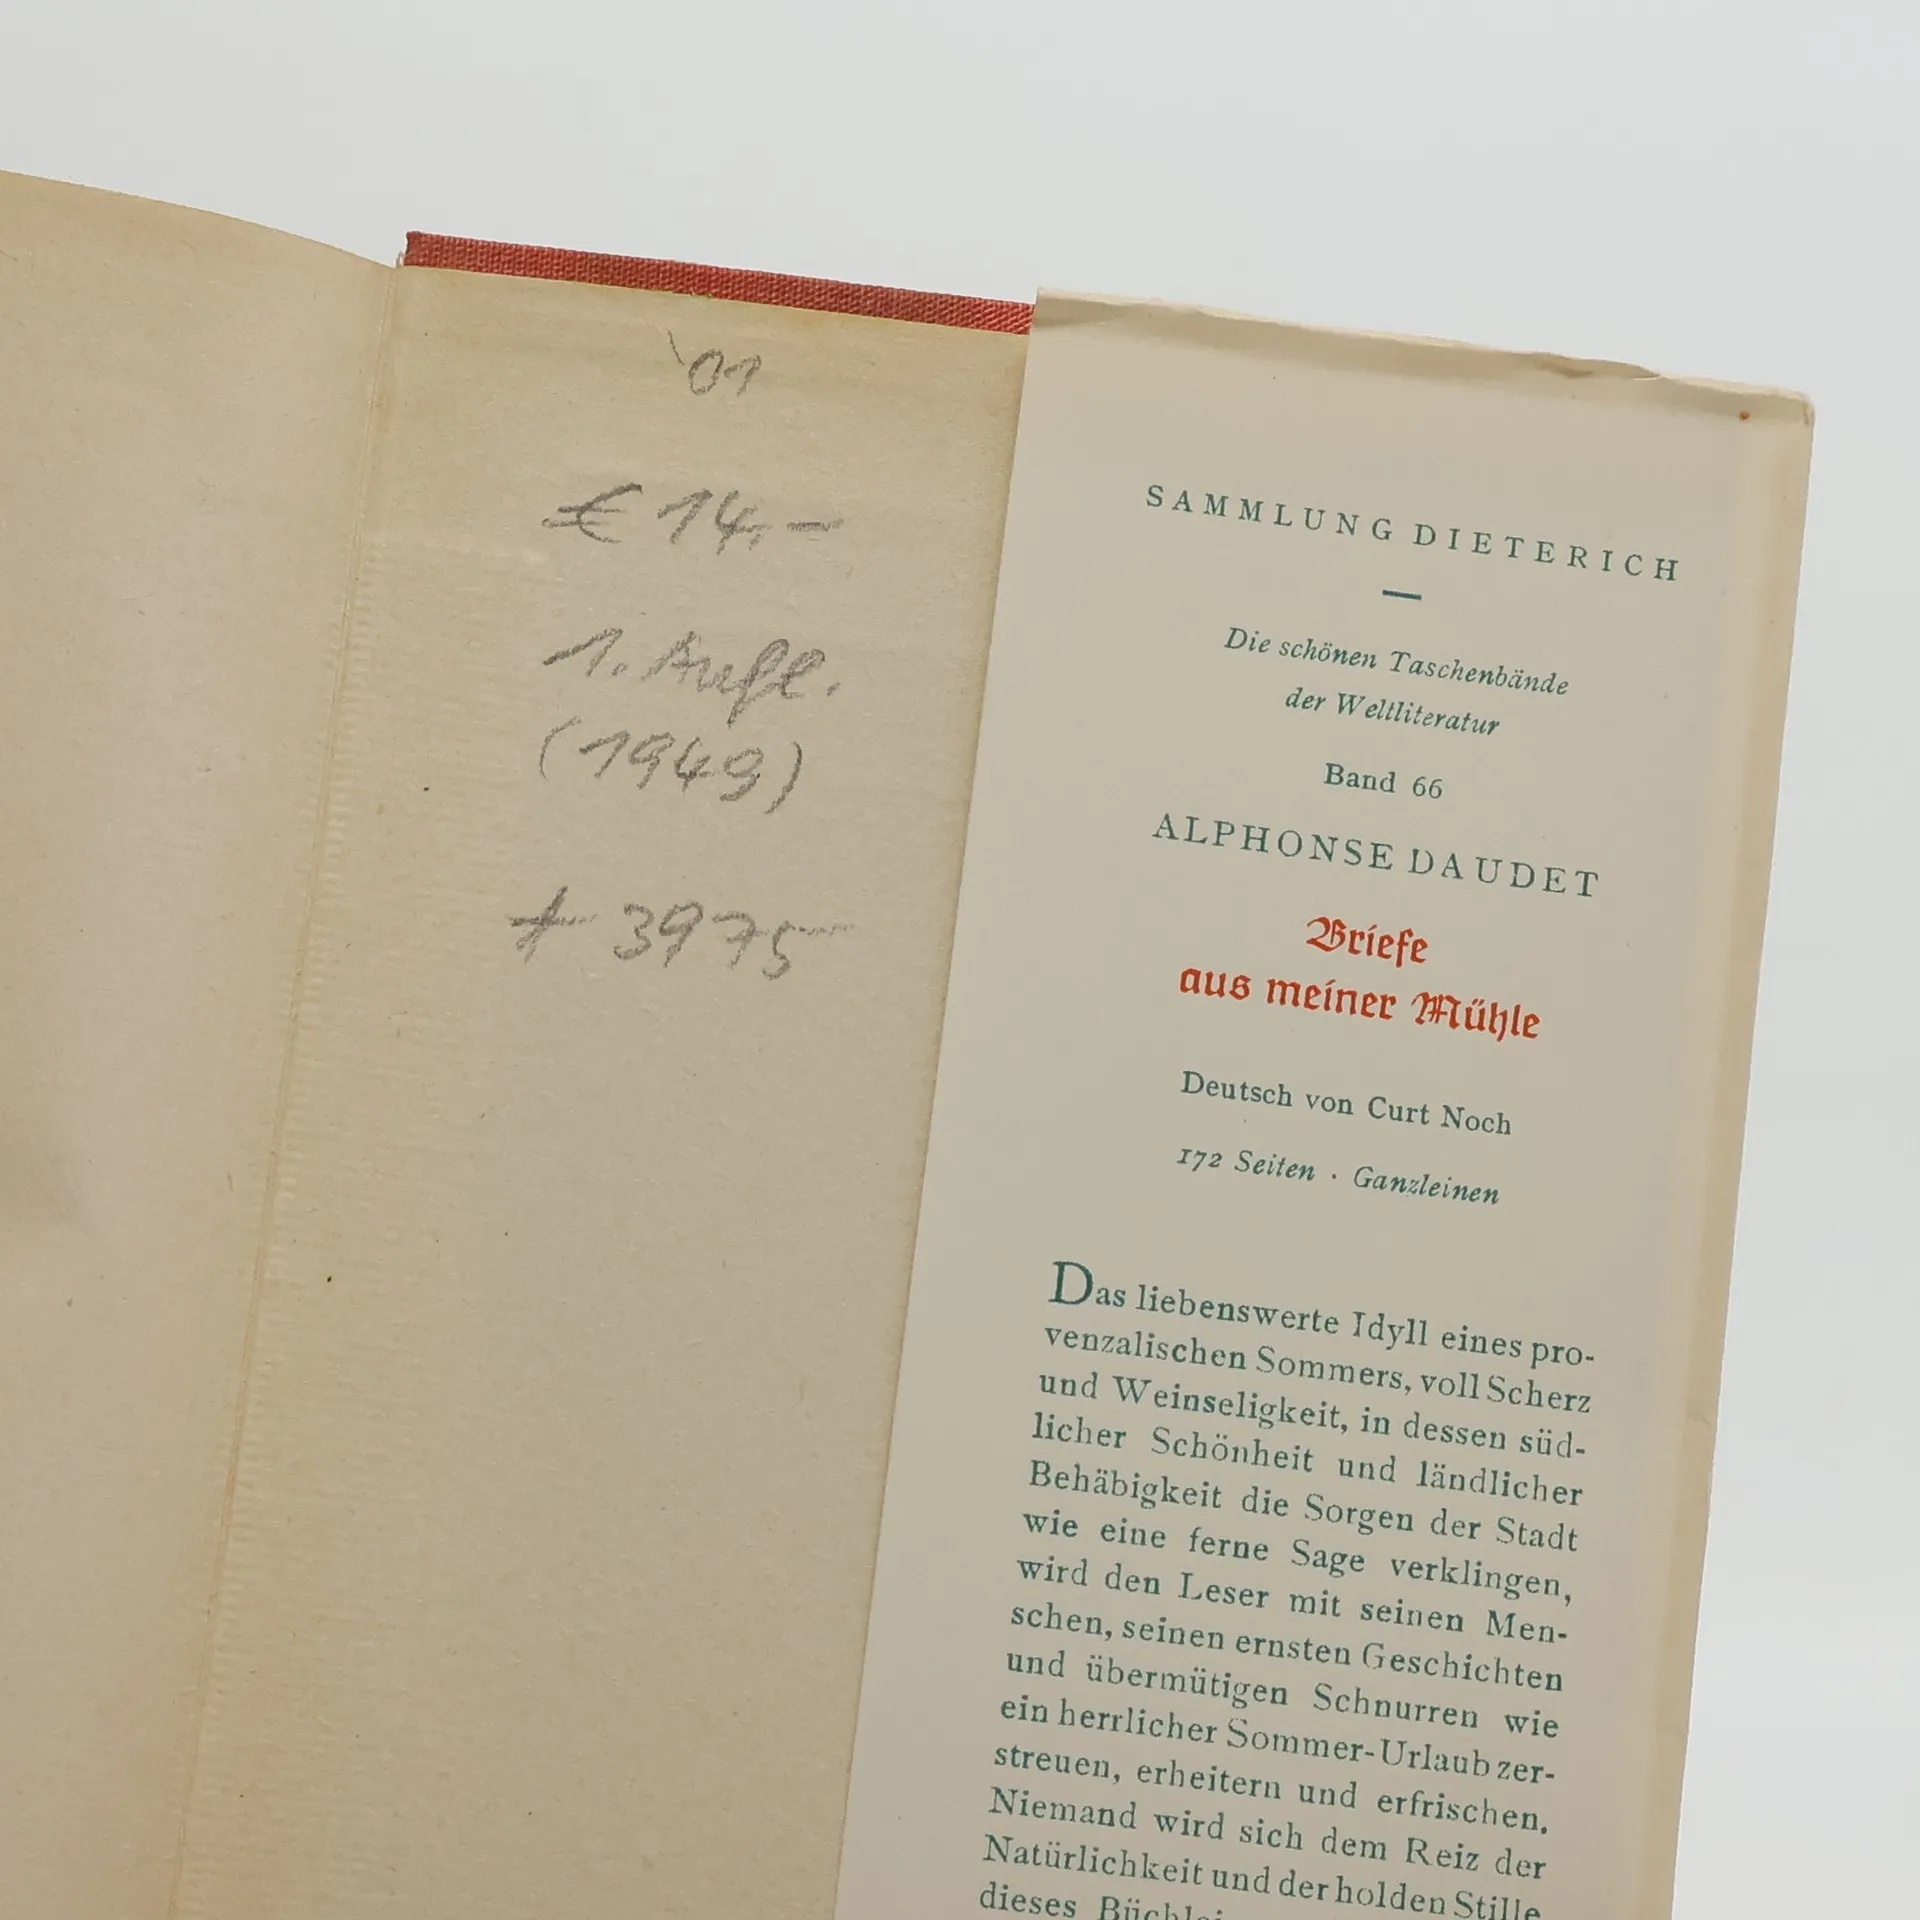 '01
€ 14,-
1. Aufl.
(1949)
A 3975
SAMMLUNG DIETERICH
Die schönen Taschenbände
der Weltliteratur
Band 66
ALPHONSE DAUDET
Briefe
aus meiner Mühle
Deutsch von Curt Noch
172 Seiten · Ganzleinen
Das liebenswerte Idyll eines pro-
venzalischen Sommers, voll Scherz
und Weinseligkeit, in dessen süd-
licher Schönheit und ländlicher
Behäbigkeit die Sorgen der Stadt
wie eine ferne Sage verklingen,
wird den Leser mit seinen Men-
schen, seinen ernsten Geschichten
und übermütigen Schnurren wie
ein herrlicher Sommer-Urlaub zer-
streuen, erheitern und erfrischen.
Niemand wird sich dem Reiz der
Natürlichkeit und der holden Stille
dieses